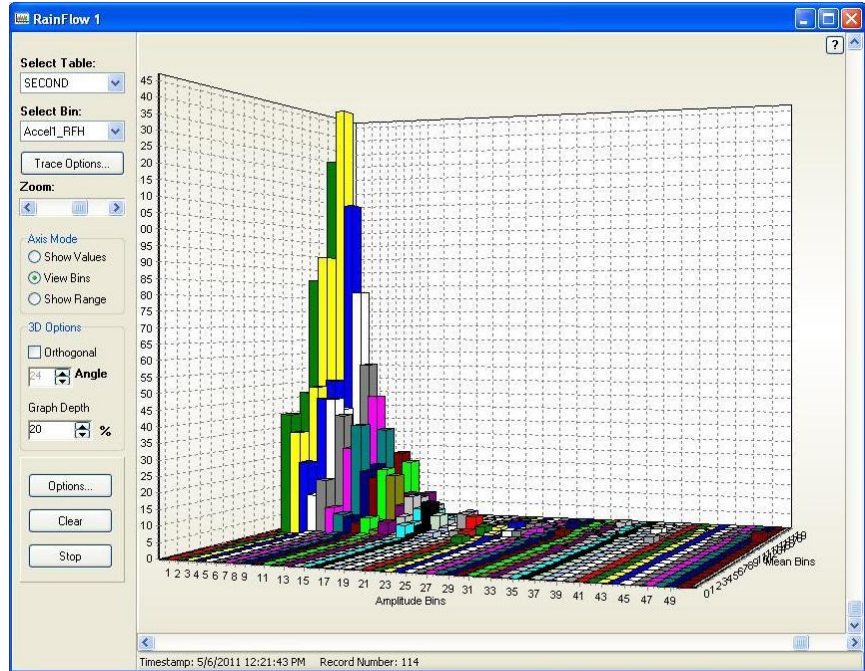 RainFlow 1
?
Select Table:
SECOND
Select Bin:
Accel1_RFH
Trace Options...
Zoom:
Axis Mode
Show Values
View Bins
Show Range
3D Options
Orthogonal
24
Angle
Graph Depth
20
%
Options...
Clear
Stop
45
40
35
30
25
20
15
10
05
00
95
90
85
80
75
70
65
60
55
50
45
40
35
30
25
20
15
10
5
0
1 2 3 4 5 6 7 8 9 11 13 15 17 19 21 23 25 27 29 31 33 35 37 39 41 43 45 47 49
Amplitude Bins
Mean Bins
Timestamp: 5/6/2011 12:21:43 PM Record Number: 114